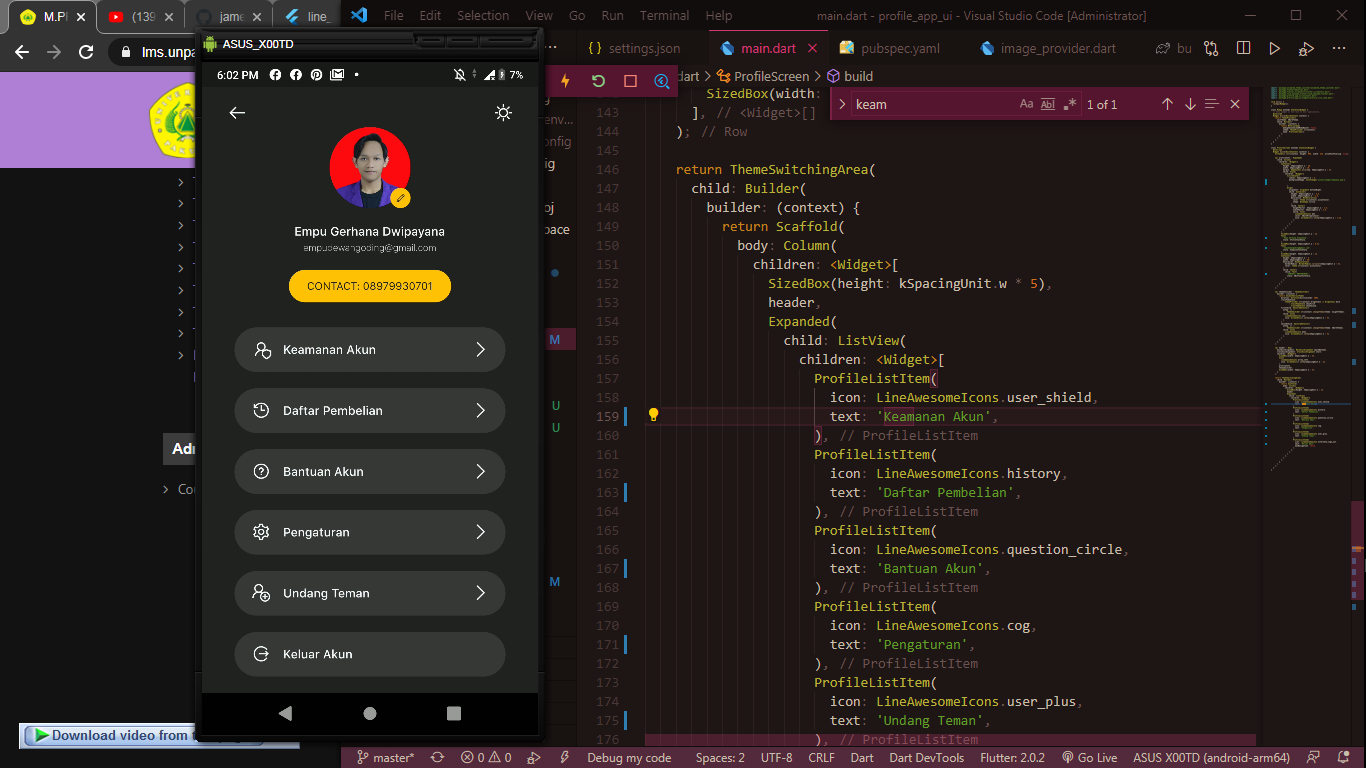 M.Pl
(139
jame
line_
File Edit Selection View Go Run Terminal Help
main.dart - profile_app_ui - Visual Studio Code [Administrator]
lms.unpa
ASUS_X00TD
settings.json
main.dart
pubspec.yaml
image_provider.dart
bu
6:02 PM
7%
dart > ProfileScreen > build
keam
Aa Abl .*
1 of 1
Empu Gerhana Dwipayana
empudewangoding@gmail.com
CONTACT: 08979930701
Keamanan Akun
Daftar Pembelian
Bantuan Akun
Pengaturan
Undang Teman
Keluar Akun
Adr
Cou
Download video from
env...
onfig
ig
oj
pace
M
U
U
M
SizedBox(width:
143 ], // <Widget>[]
144 ); // Row
145
146 return ThemeSwitchingArea(
147 child: Builder(
148 builder: (context) {
149 return Scaffold(
150 body: Column(
151 children: <Widget>[
152 SizedBox(height: kSpacingUnit.w * 5),
153 header,
154 Expanded(
155 child: ListView(
156 children: <Widget>[
157 ProfileListItem(
158 icon: LineAwesomeIcons.user_shield,
159 text: 'Keamanan Akun',
160 ), // ProfileListItem
161 ProfileListItem(
162 icon: LineAwesomeIcons.history,
163 text: 'Daftar Pembelian',
164 ), // ProfileListItem
165 ProfileListItem(
166 icon: LineAwesomeIcons.question_circle,
167 text: 'Bantuan Akun',
168 ), // ProfileListItem
169 ProfileListItem(
170 icon: LineAwesomeIcons.cog,
171 text: 'Pengaturan',
172 ), // ProfileListItem
173 ProfileListItem(
174 icon: LineAwesomeIcons.user_plus,
175 text: 'Undang Teman',
176 ), // ProfileListItem
master* 0 0 Debug my code Spaces: 2 UTF-8 CRLF Dart Dart DevTools Flutter: 2.0.2 Go Live ASUS X00TD (android-arm64)